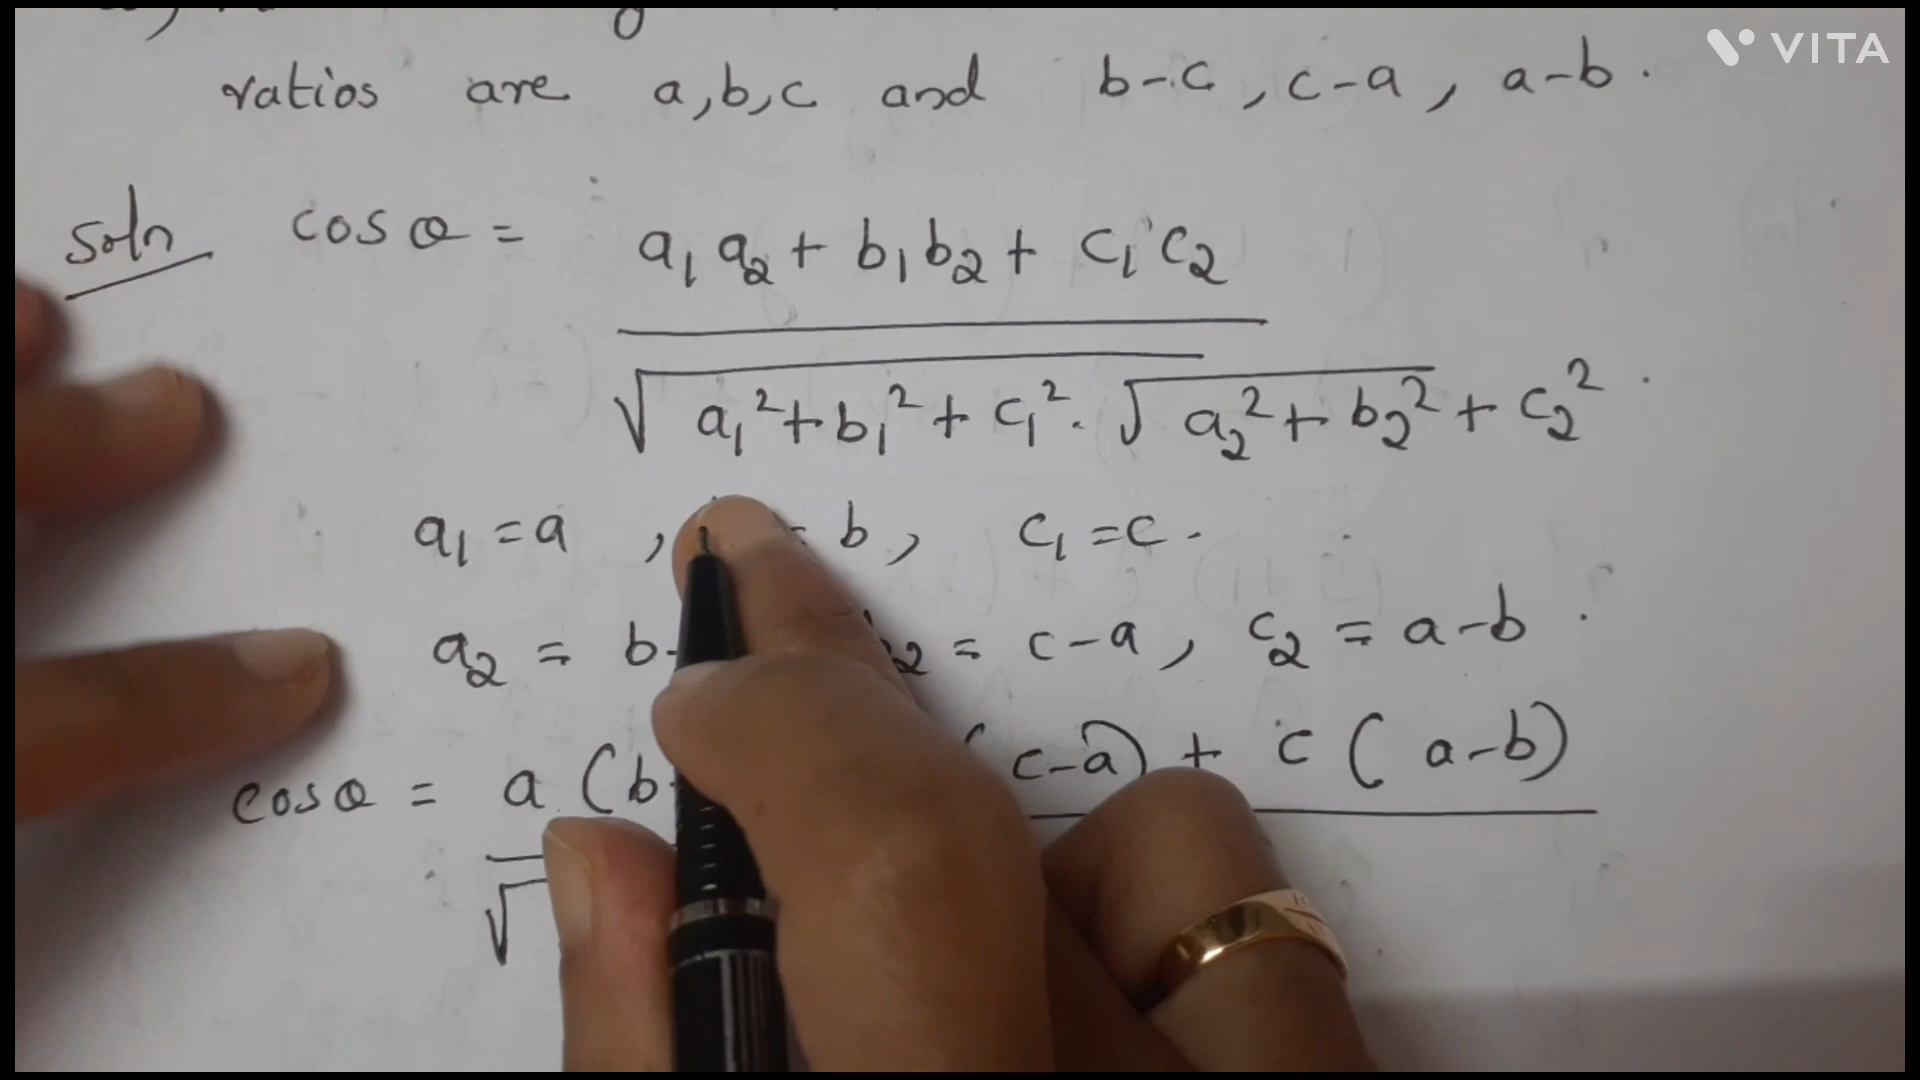 VITA
ratios are a,b,c and b-c, c-a, a-b.
Soln cos θ = a₁a₂ + b₁b₂ + c₁c₂
√a₁²+b₁²+c₁² . √a₂²+b₂²+c₂² .
a₁=a , = b, c₁=c.
a₂ = b- ₂ = c-a, c₂ = a-b .
cos θ = a (b- (c-a) + c (a-b)
√